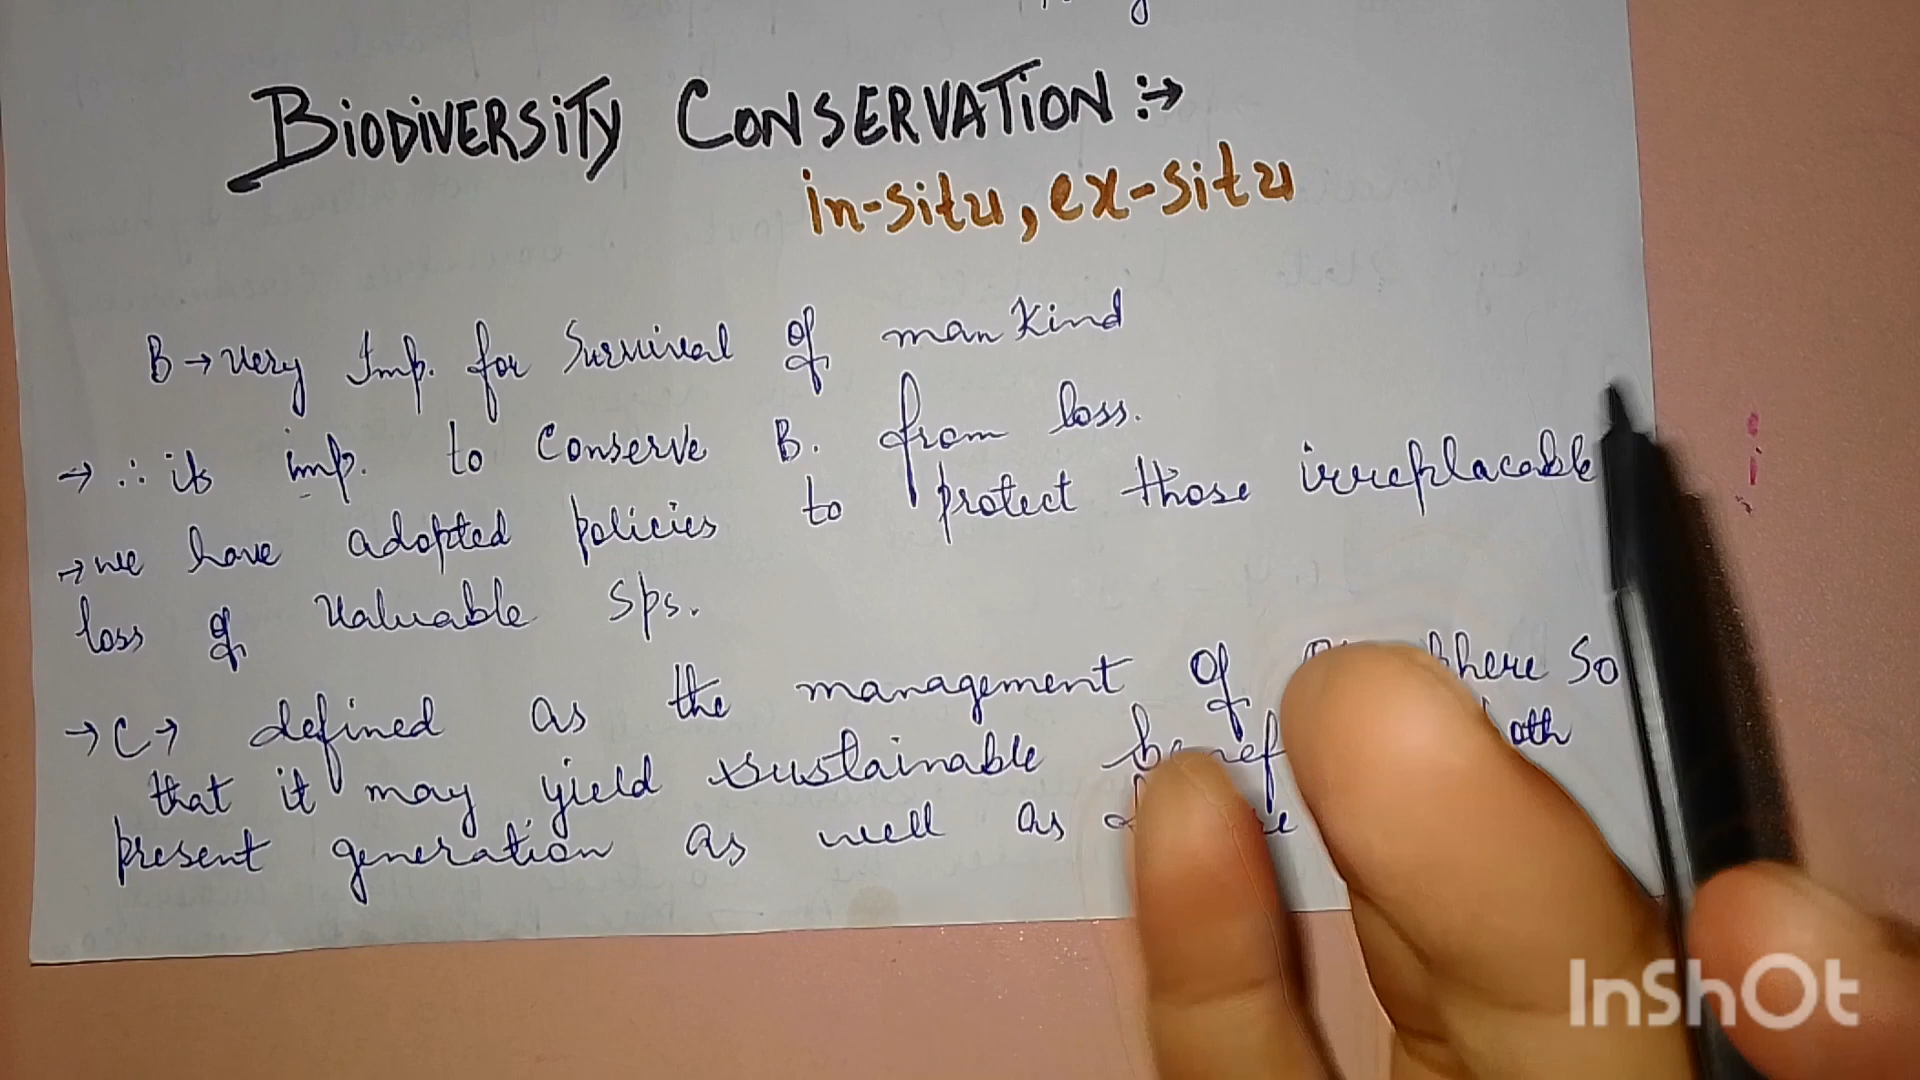 BIODIVERSITY CONSERVATION :→
in-situ, ex-situ
B → very Imp. for Survival of mankind
→ ∴ its imp. to Conserve B. from loss.
→ we have adopted policies to protect those irreplacable
loss of valuable sps.
→ C → defined as the management of so
that it may yield sustainable
present generation as well as
InShOt